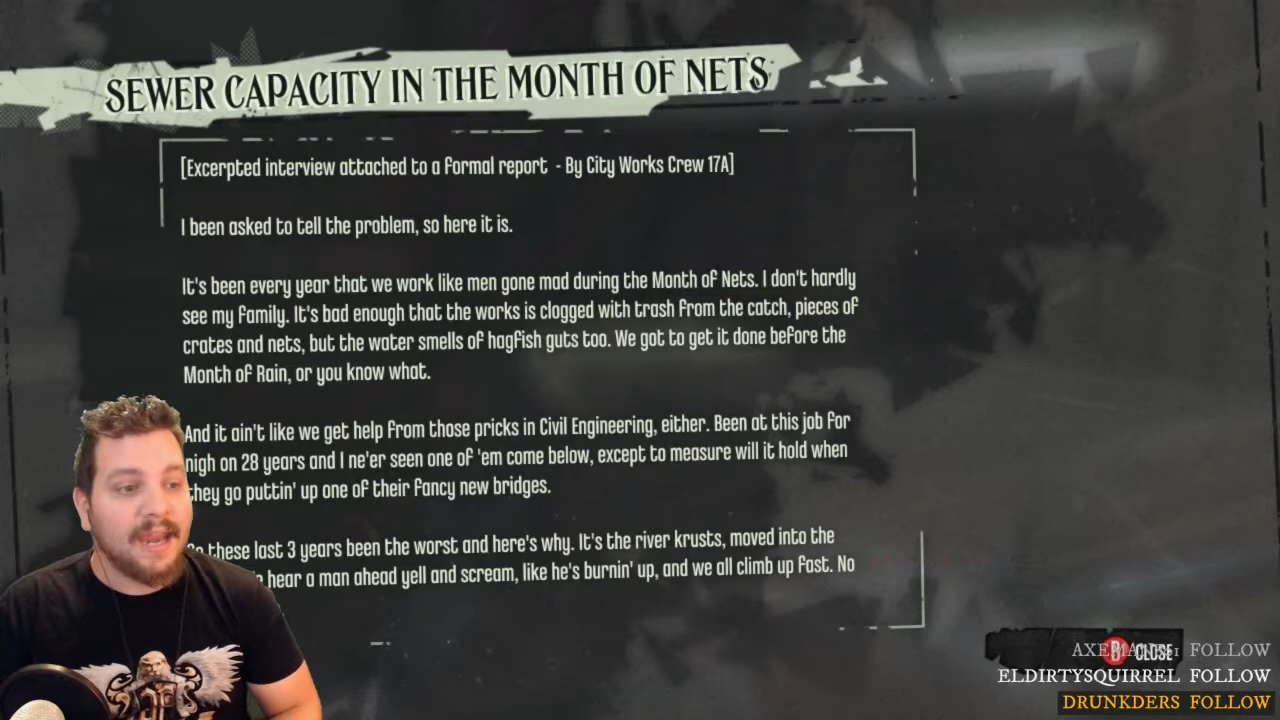 SEWER CAPACITY IN THE MONTH OF NETS
[Excerpted interview attached to a formal report - By City Works Crew 17A]
I been asked to tell the problem, so here it is.
It's been every year that we work like men gone mad during the Month of Nets. I don't hardly
see my family. It's bad enough that the works is clogged with trash from the catch, pieces of
crates and nets, but the water smells of hagfish guts too. We got to get it done before the
Month of Rain, or you know what.
And it ain't like we get help from those pricks in Civil Engineering, either. Been at this job for
nigh on 28 years and I ne'er seen one of 'em come below, except to measure will it hold when
they go puttin' up one of their fancy new bridges.
these last 3 years been the worst and here's why. It's the river krusts, moved into the
hear a man ahead yell and scream, like he's burnin' up, and we all climb up fast. No
B CLOSE
FOLLOW
ELDIRTYSQUIRREL FOLLOW
DRUNKDERS FOLLOW